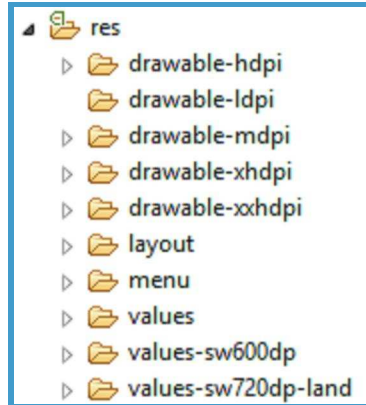 res
drawable-hdpi
drawable-ldpi
drawable-mdpi
drawable-xhdpi
drawable-xxhdpi
layout
menu
values
values-sw600dp
values-sw720dp-land